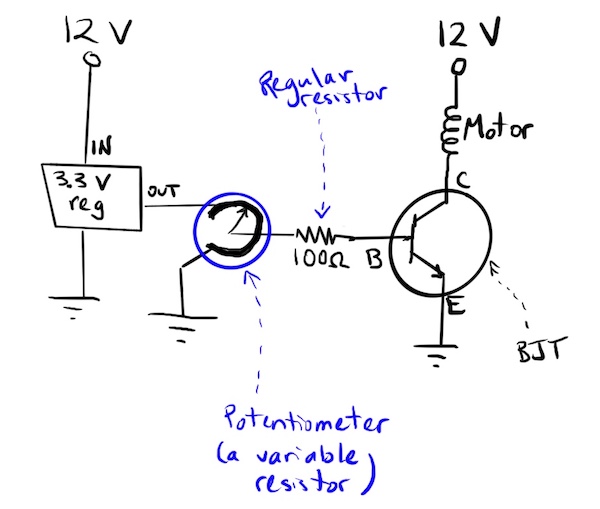 12 V
12 V
Regular
resistor
Motor
IN
3.3 V
reg
OUT
C
100Ω
B
E
BJT
Potentiometer
(a variable
resistor)